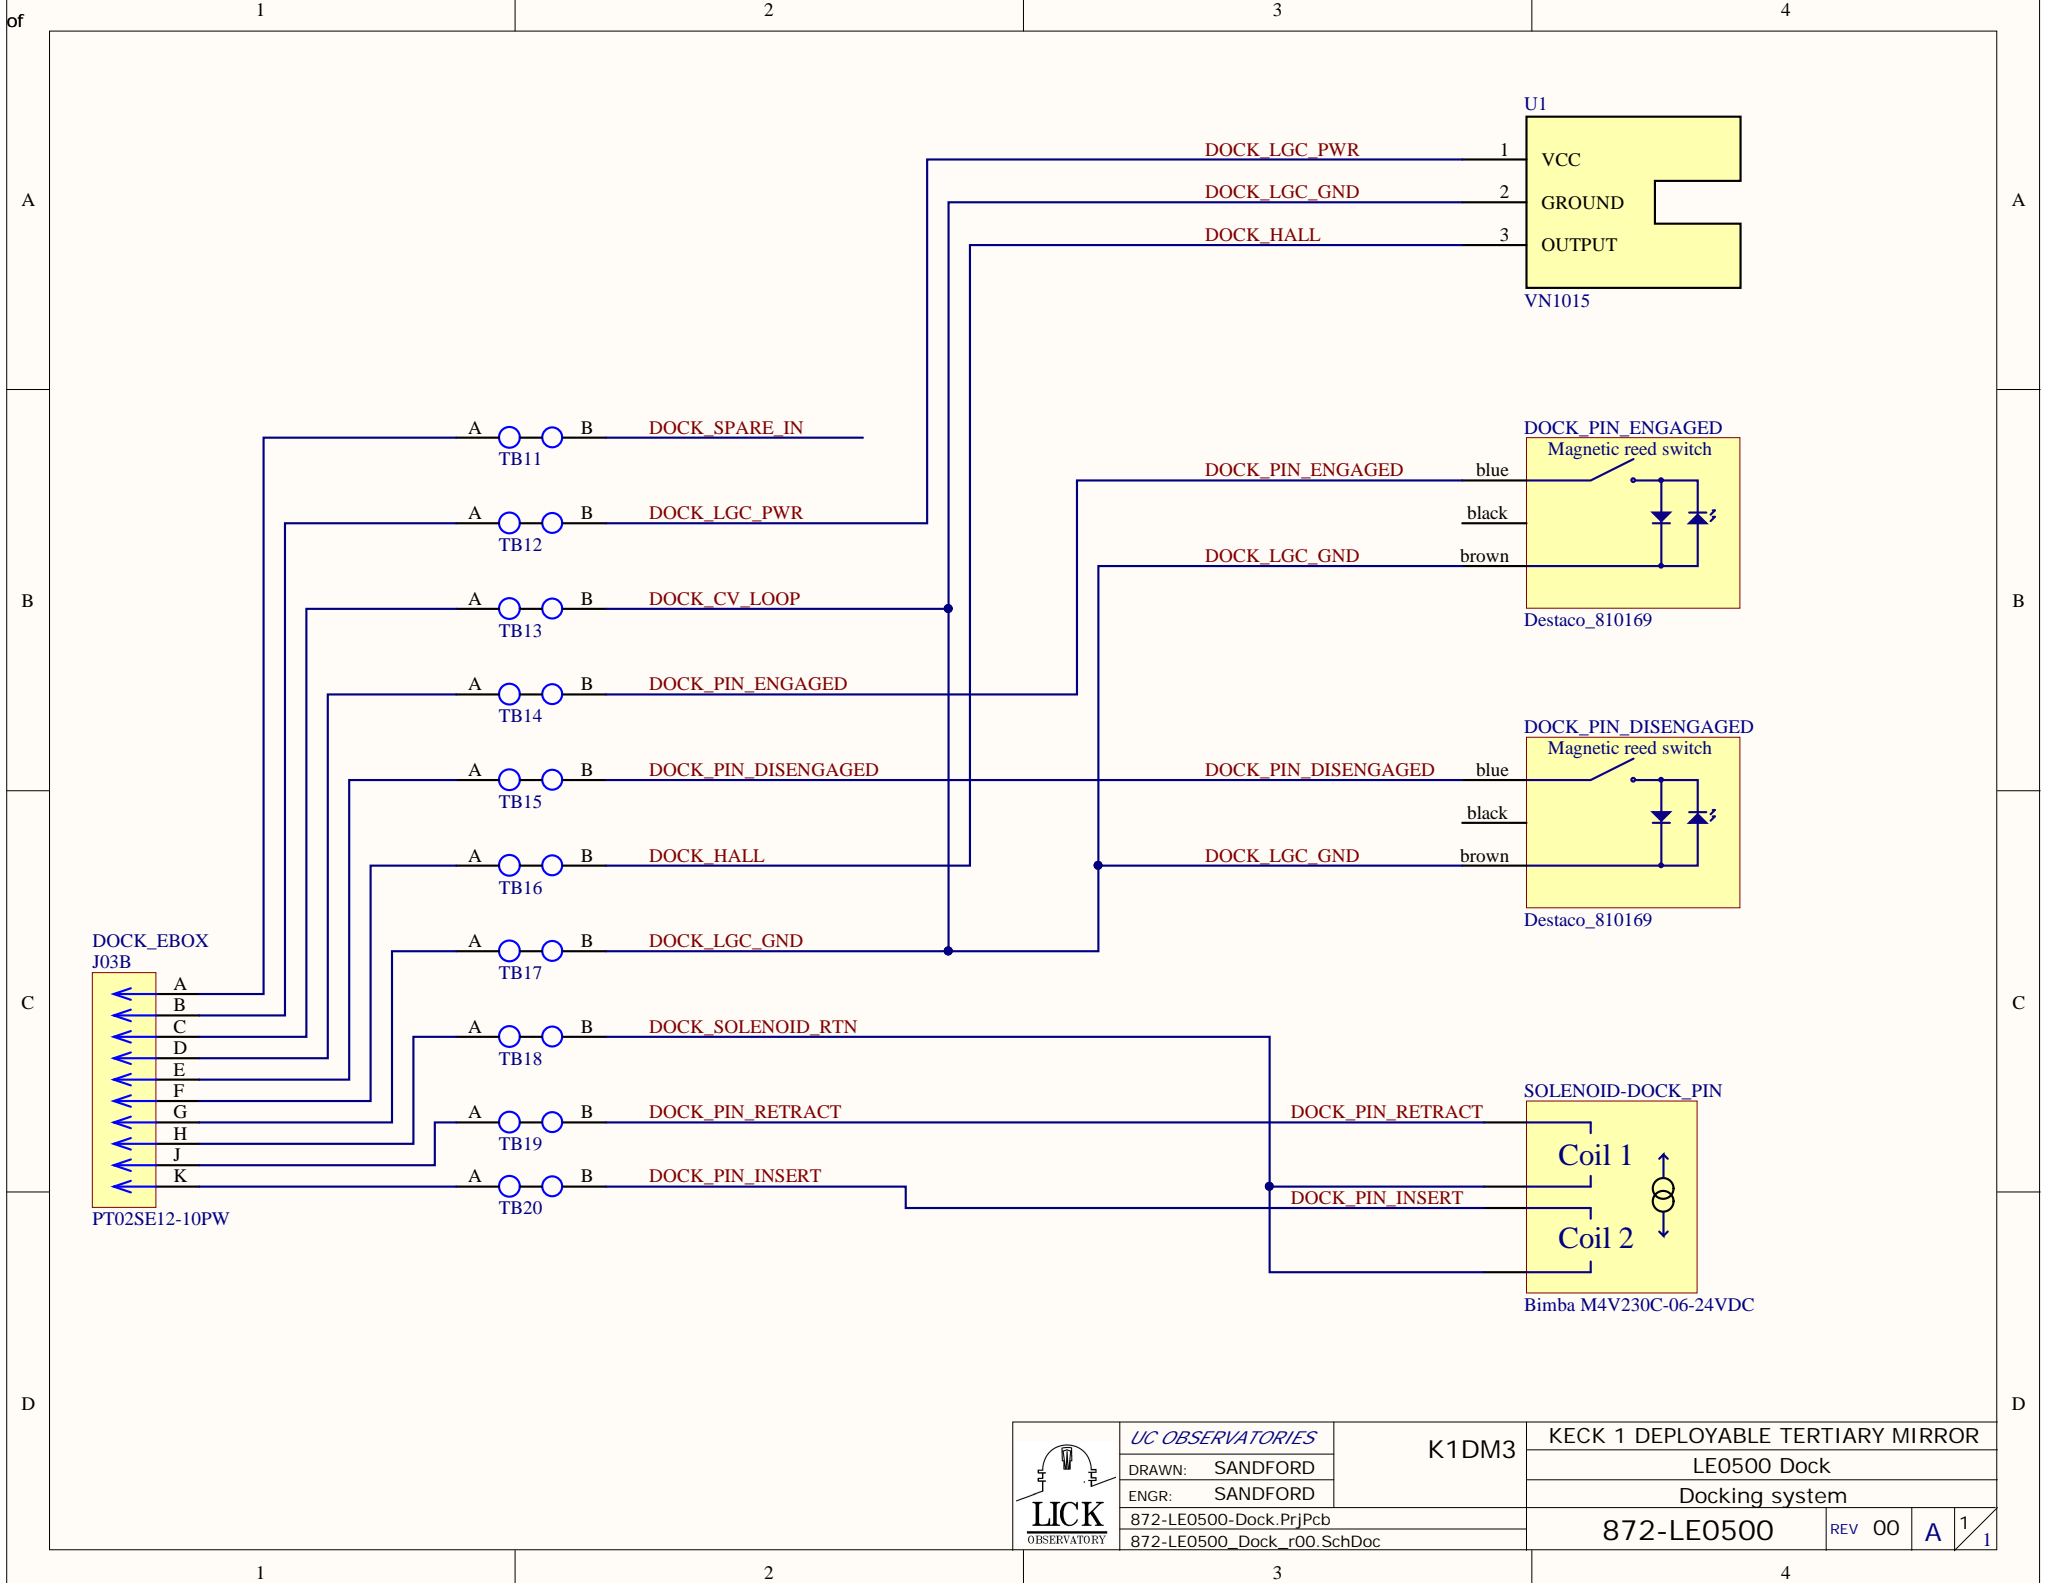 of
1 2 3 4
U1
DOCK_LGC_PWR 1 VCC
DOCK_LGC_GND 2 GROUND
A A
DOCK_HALL 3 OUTPUT
VN1015
A B DOCK_SPARE_IN
TB11
DOCK_PIN_ENGAGED
Magnetic reed switch
DOCK_PIN_ENGAGED blue
A B DOCK_LGC_PWR
TB12
black
DOCK_LGC_GND brown
B B
A B DOCK_CV_LOOP
TB13
Destaco_810169
A B DOCK_PIN_ENGAGED
TB14
DOCK_PIN_DISENGAGED
Magnetic reed switch
A B DOCK_PIN_DISENGAGED DOCK_PIN_DISENGAGED blue
TB15
black
A B DOCK_HALL DOCK_LGC_GND brown
TB16
Destaco_810169
A B DOCK_LGC_GND
TB17
DOCK_EBOX
J03B
A
B
C
D
E
F
G
H
J
K
PT02SE12-10PW
C C
A B DOCK_SOLENOID_RTN
TB18
SOLENOID-DOCK_PIN
A B DOCK_PIN_RETRACT DOCK_PIN_RETRACT
TB19
Coil 1
A B DOCK_PIN_INSERT
TB20
DOCK_PIN_INSERT
Coil 2
Bimba M4V230C-06-24VDC
D D
LICK
OBSERVATORY
UC OBSERVATORIES
DRAWN: SANDFORD
ENGR: SANDFORD
872-LE0500-Dock.PrjPcb
872-LE0500_Dock_r00.SchDoc
K1DM3
KECK 1 DEPLOYABLE TERTIARY MIRROR
LE0500 Dock
Docking system
872-LE0500 REV 00 A 1/1
1 2 3 4